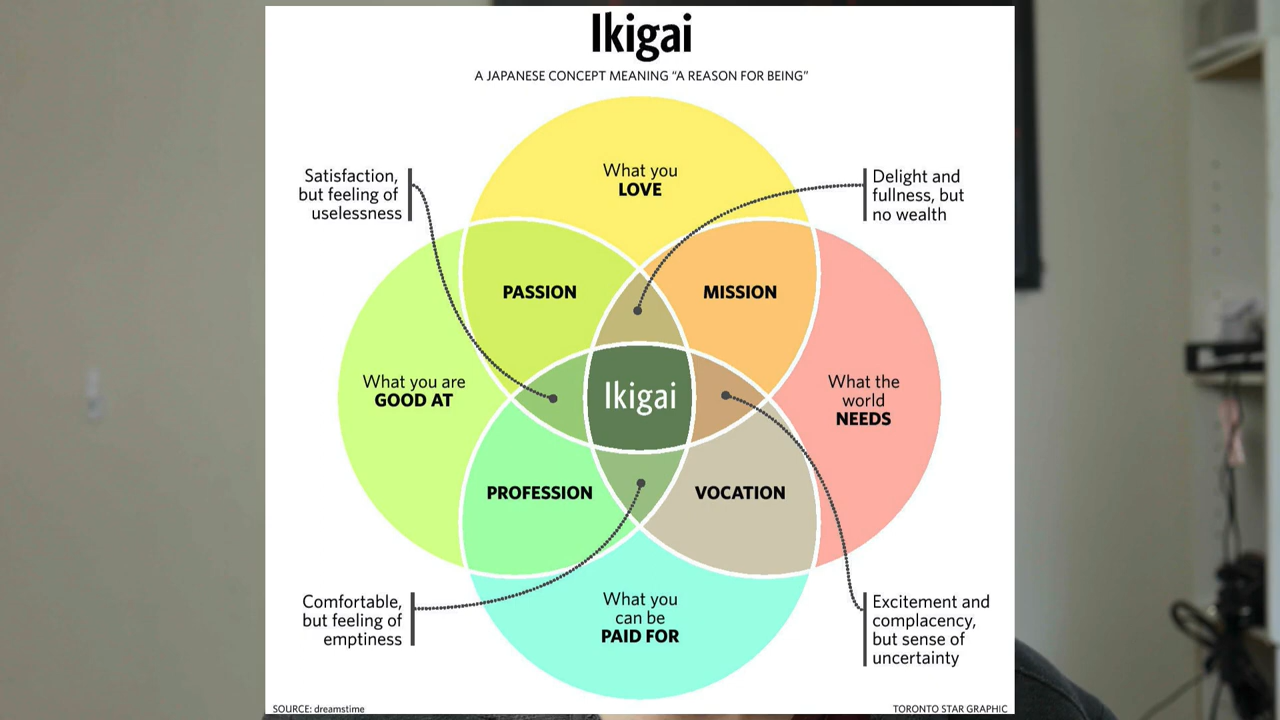 Ikigai
A JAPANESE CONCEPT MEANING “A REASON FOR BEING”
Satisfaction,
but feeling of
uselessness
What you
LOVE
Delight and
fullness, but
no wealth
PASSION
MISSION
What you are
GOOD AT
Ikigai
What the
world
NEEDS
PROFESSION
VOCATION
Comfortable,
but feeling of
emptiness
What you
can be
PAID FOR
Excitement and
complacency,
but sense of
uncertainty
SOURCE: dreamstime
TORONTO STAR GRAPHIC